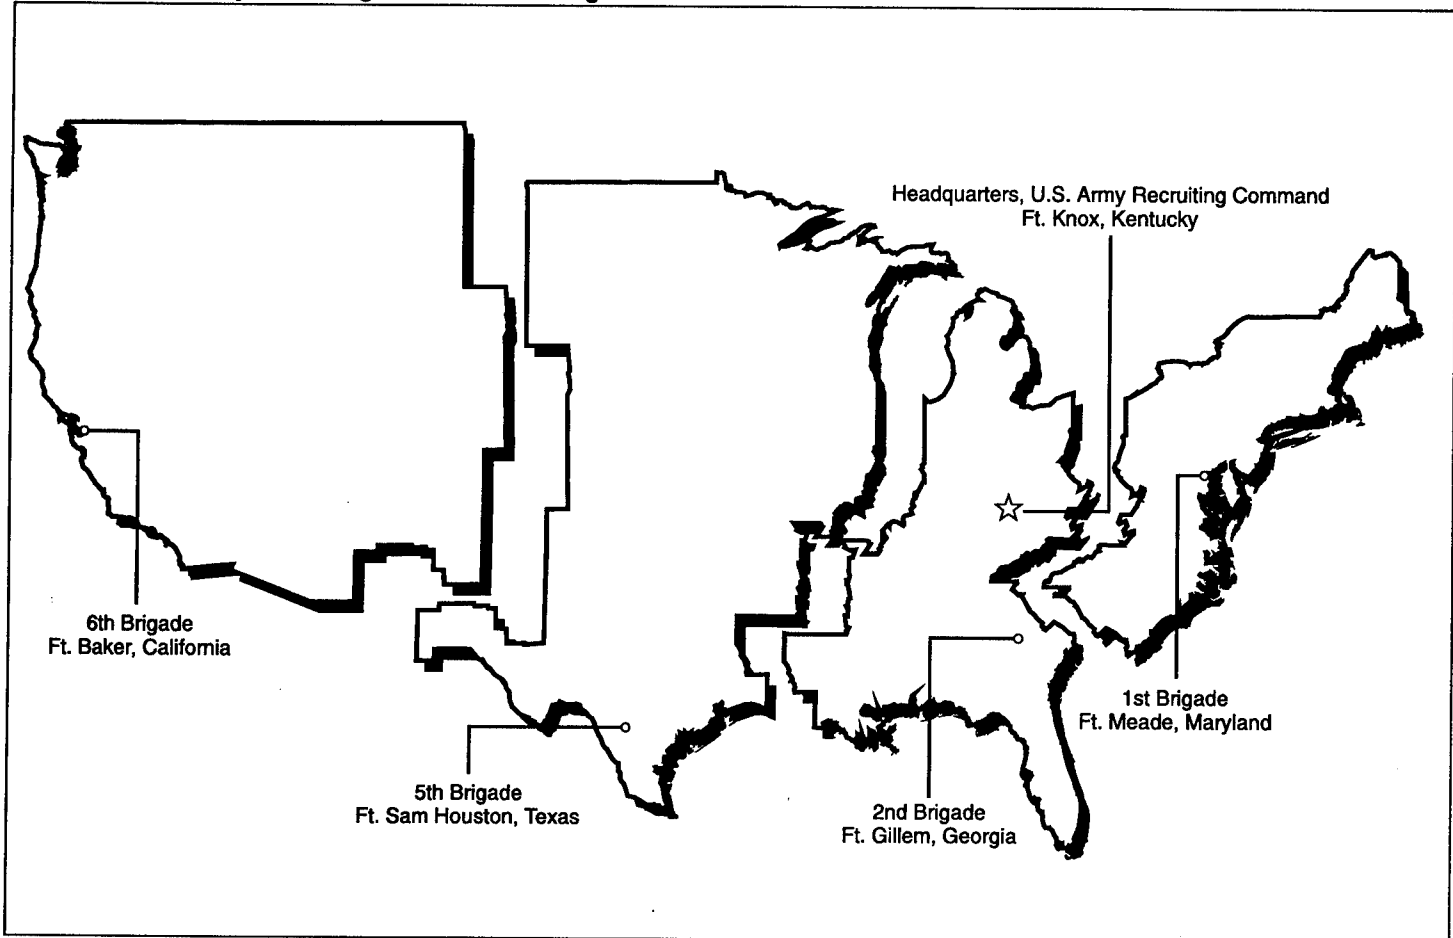 Headquarters, U.S. Army Recruiting Command
Ft. Knox, Kentucky
6th Brigade
Ft. Baker, California
1st Brigade
Ft. Meade, Maryland
5th Brigade
Ft. Sam Houston, Texas
2nd Brigade
Ft. Gillem, Georgia